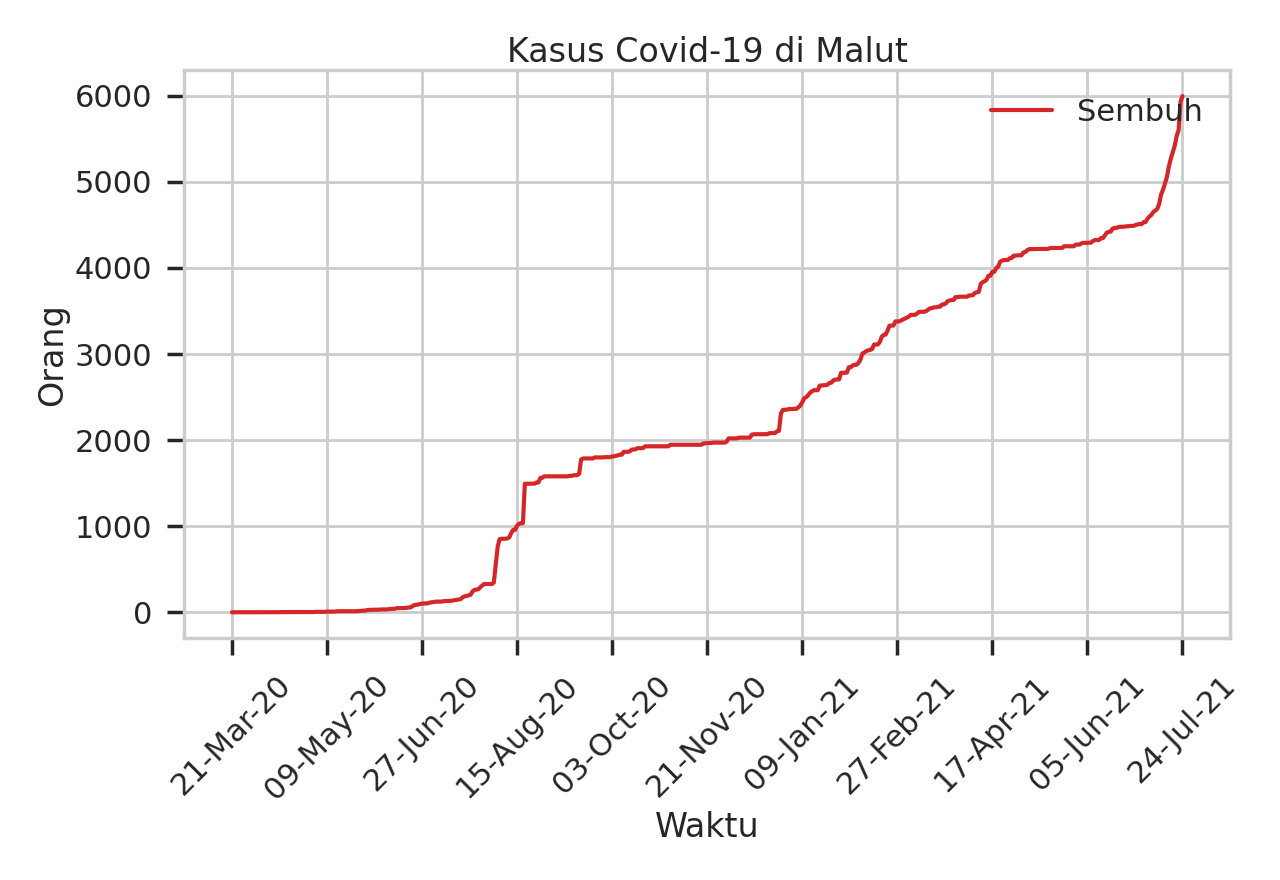 Kasus Covid-19 di Malut
Sembuh
Orang
6000
5000
4000
3000
2000
1000
0
21-Mar-20
09-May-20
27-Jun-20
15-Aug-20
03-Oct-20
21-Nov-20
09-Jan-21
27-Feb-21
17-Apr-21
05-Jun-21
24-Jul-21
Waktu